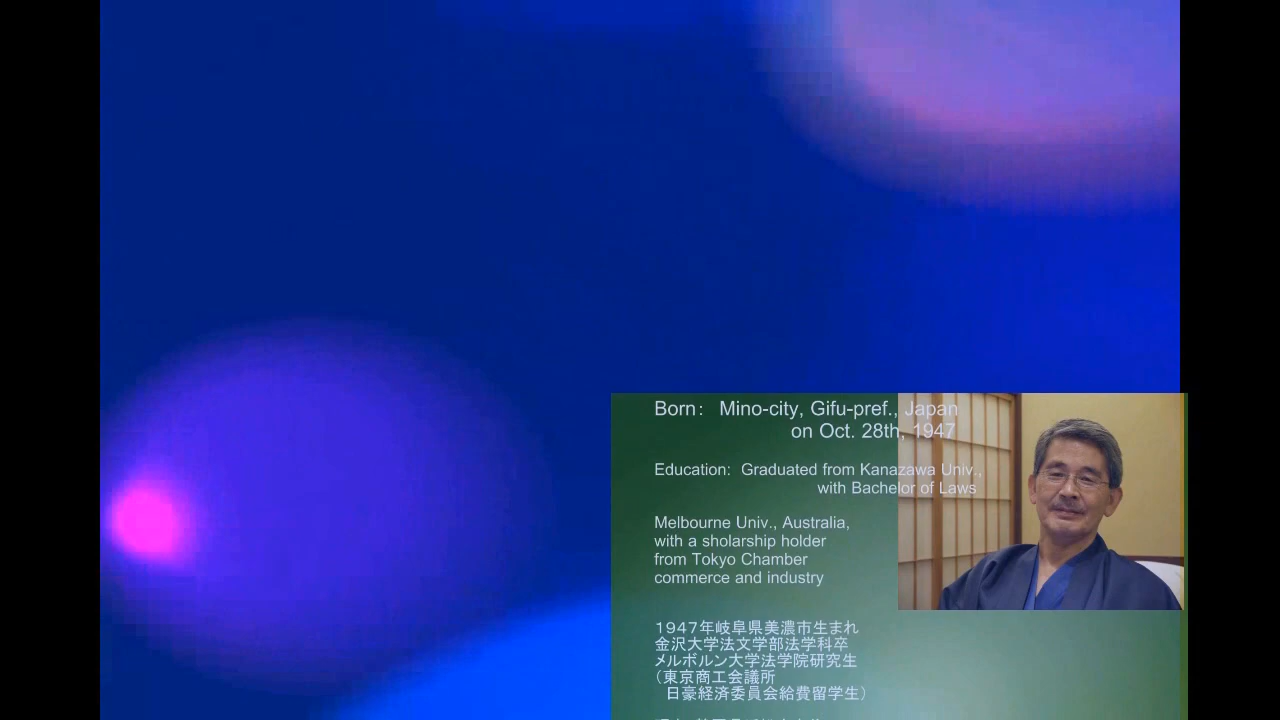 Born： Mino-city, Gifu-pref., Japan
on Oct. 28th, 1947
Education: Graduated from Kanazawa Univ.,
with Bachelor of Laws
Melbourne Univ., Australia,
with a sholarship holder
from Tokyo Chamber
commerce and industry
１９４７年岐阜県美濃市生まれ
金沢大学法文学部法学科卒
メルボルン大学法学院研究生
（東京商工会議所
日豪経済委員会給費留学生）